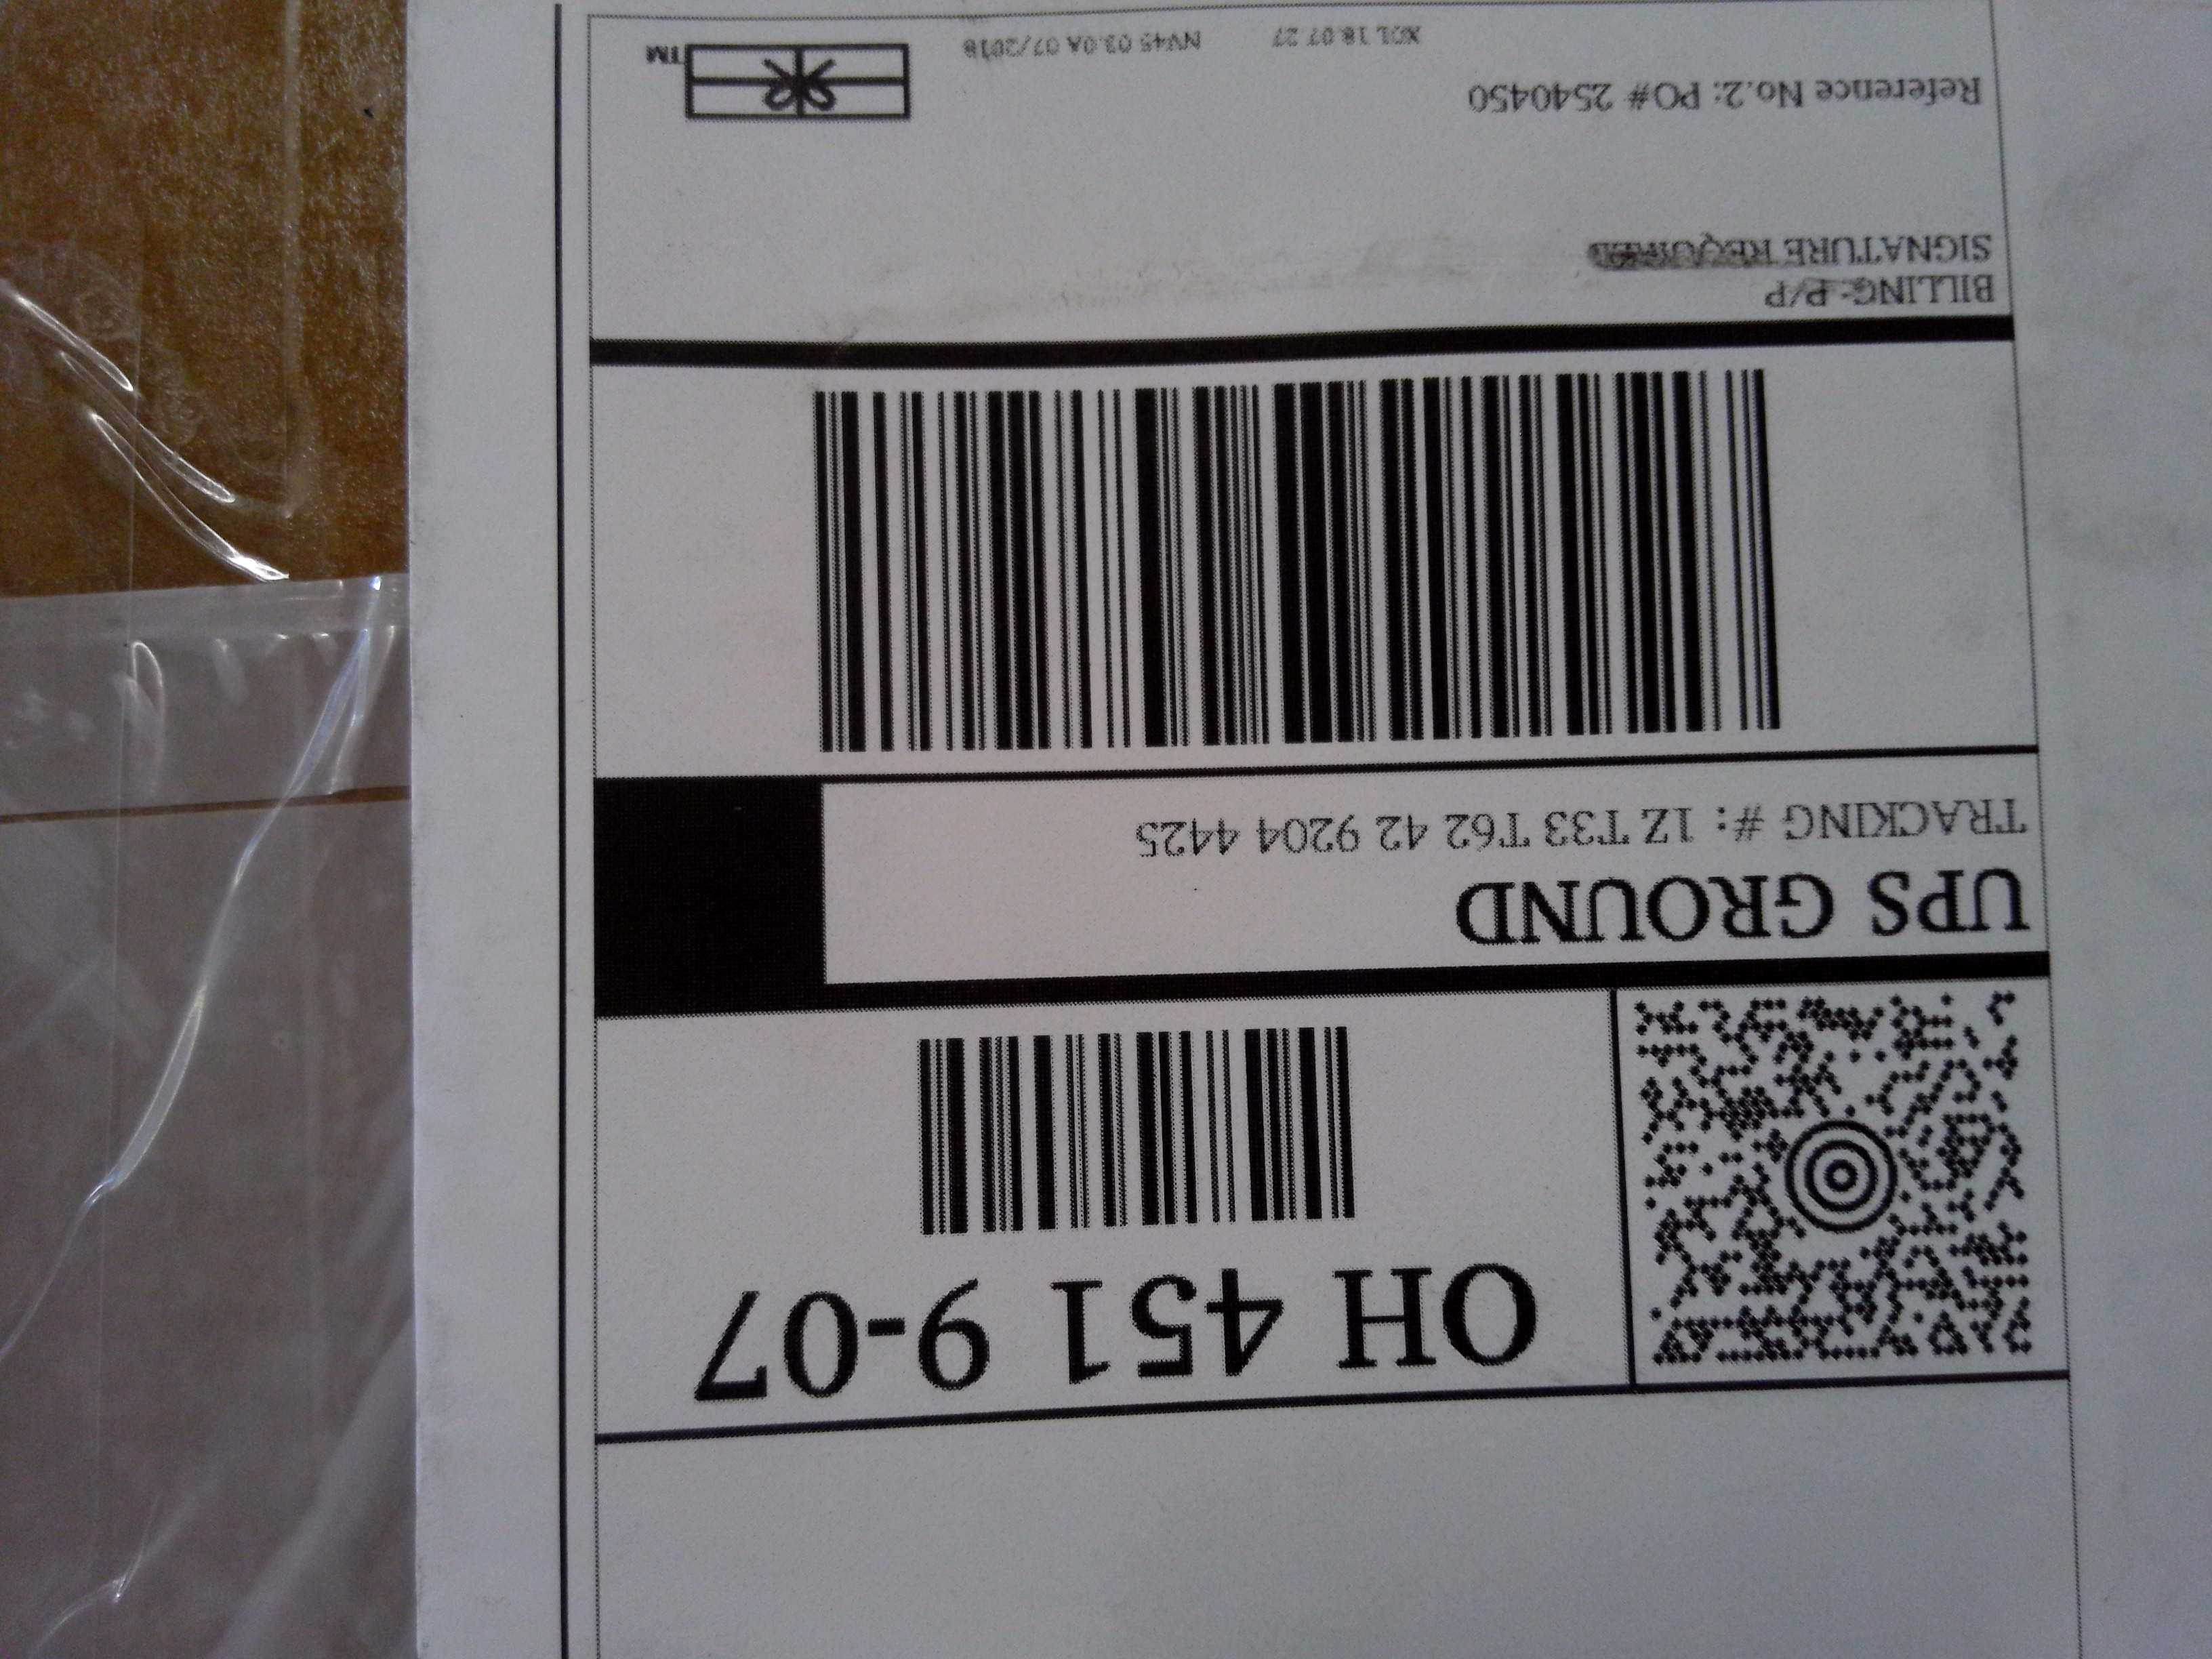 OH 451 9-07
UPS GROUND
TRACKING #: 1Z T33 T62 42 9204 4425
BILLING: P/P
SIGNATURE REQUIRED
Reference No.2: PO# 2540450
XOL 18.07.27 NV45 03.0A 07/2018
TM